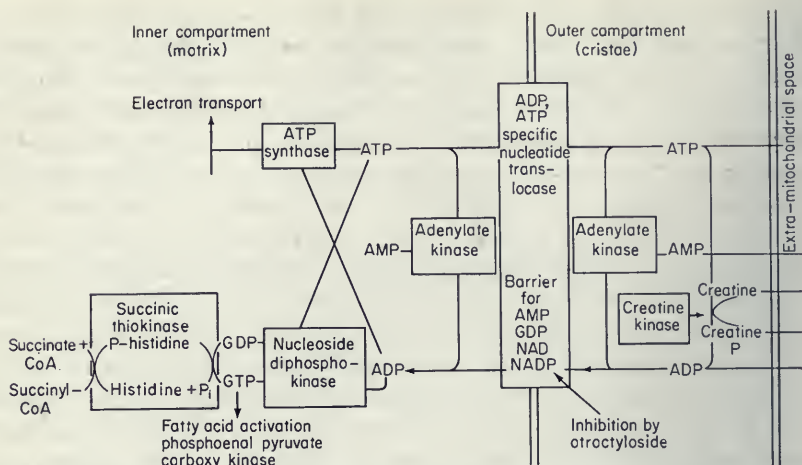 Inner compartment
(matrix)
Outer compartment
(cristae)
Extra-mitochondrial space
Electron transport
ATP
synthase
ATP
ADP,
ATP
specific
nucleatide
trans-
locase
ATP
AMP
Adenylate
kinase
Adenylate
kinase
AMP
Barrier
for
AMP
GDP
NAD
NADP
Creatine
kinase
Creatine
Creatine
P
Succinic
thiokinase
Succinate+
CoA.
P-histidine
GDP
Nucleoside
diphospho-
kinase
ADP
ADP
Succinyl-
CoA
Histidine +Pi
GTP
Inhibition by
atroctyloside
Fatty acid activation
phosphoenal pyruvate
carboxy kinase